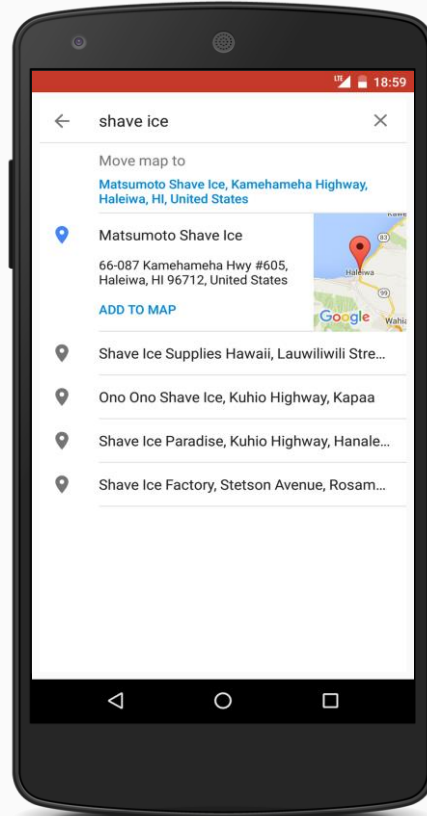 LTE 18:59
shave ice
Move map to
Matsumoto Shave Ice, Kamehameha Highway,
Haleiwa, HI, United States
Matsumoto Shave Ice
66-087 Kamehameha Hwy #605,
Haleiwa, HI 96712, United States
ADD TO MAP
83
Haleiwa
99
Google
Shave Ice Supplies Hawaii, Lauwiliwili Stre...
Ono Ono Shave Ice, Kuhio Highway, Kapaa
Shave Ice Paradise, Kuhio Highway, Hanale...
Shave Ice Factory, Stetson Avenue, Rosam...